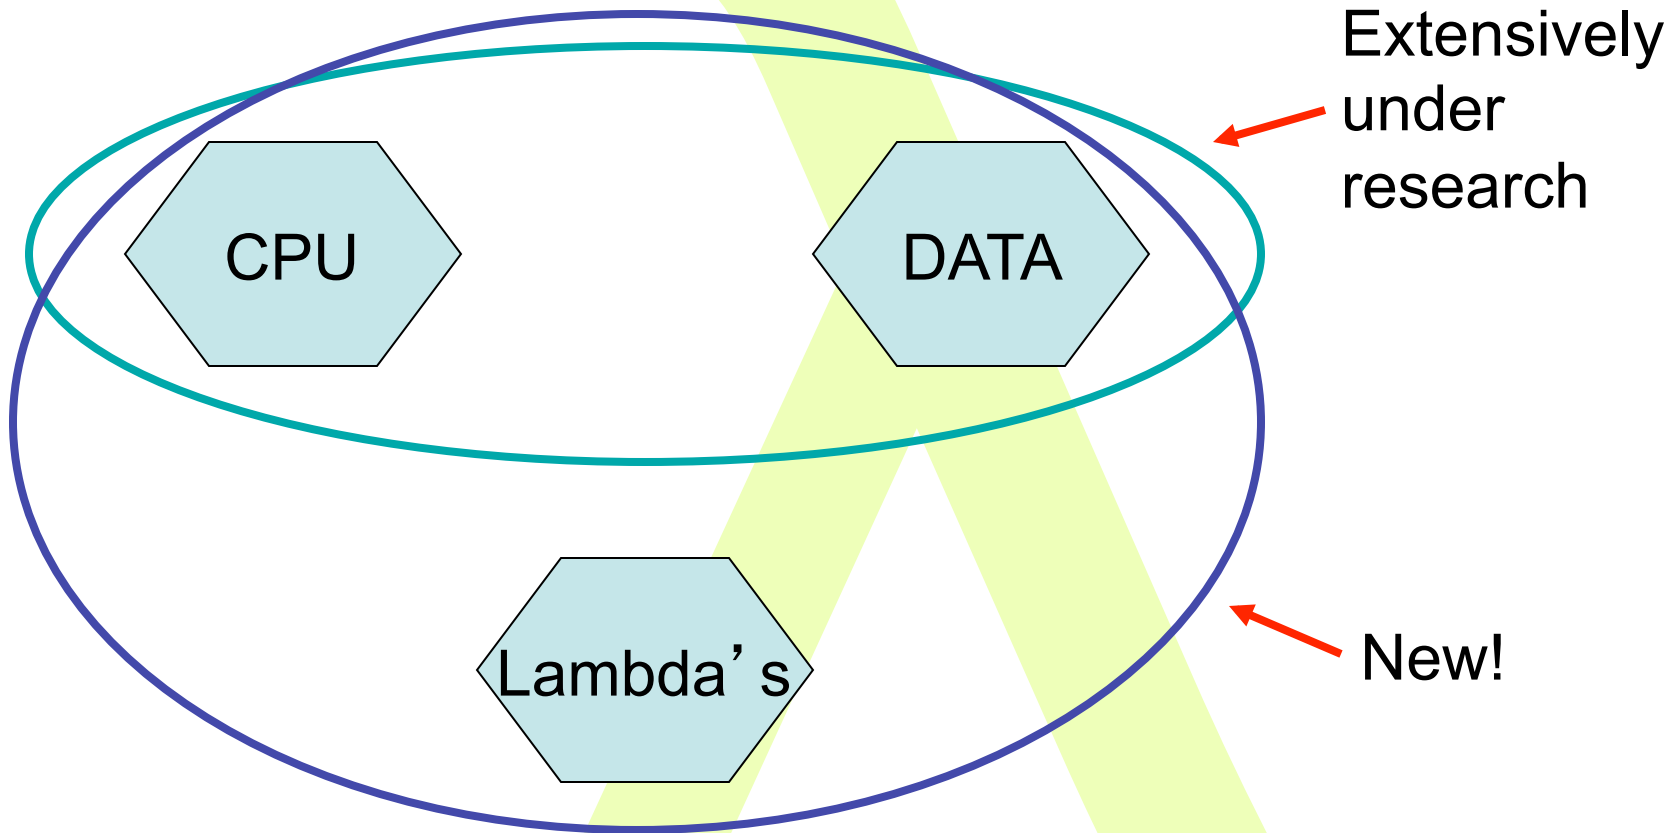 Extensively
under
research
CPU
DATA
Lambda’s
New!